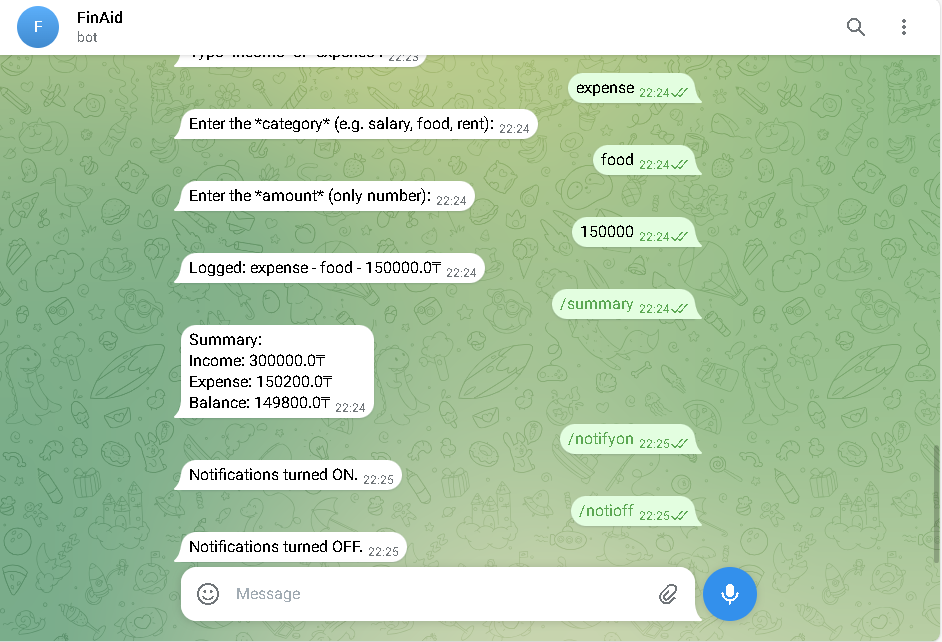 F
FinAid
bot
Type 'income' or 'expense': 22:23
expense 22:24
Enter the *category* (e.g. salary, food, rent): 22:24
food 22:24
Enter the *amount* (only number): 22:24
150000 22:24
Logged: expense - food - 150000.0₸ 22:24
/summary 22:24
Summary:
Income: 300000.0₸
Expense: 150200.0₸
Balance: 149800.0₸ 22:24
/notifyon 22:25
Notifications turned ON. 22:25
/notioff 22:25
Notifications turned OFF. 22:25
Message